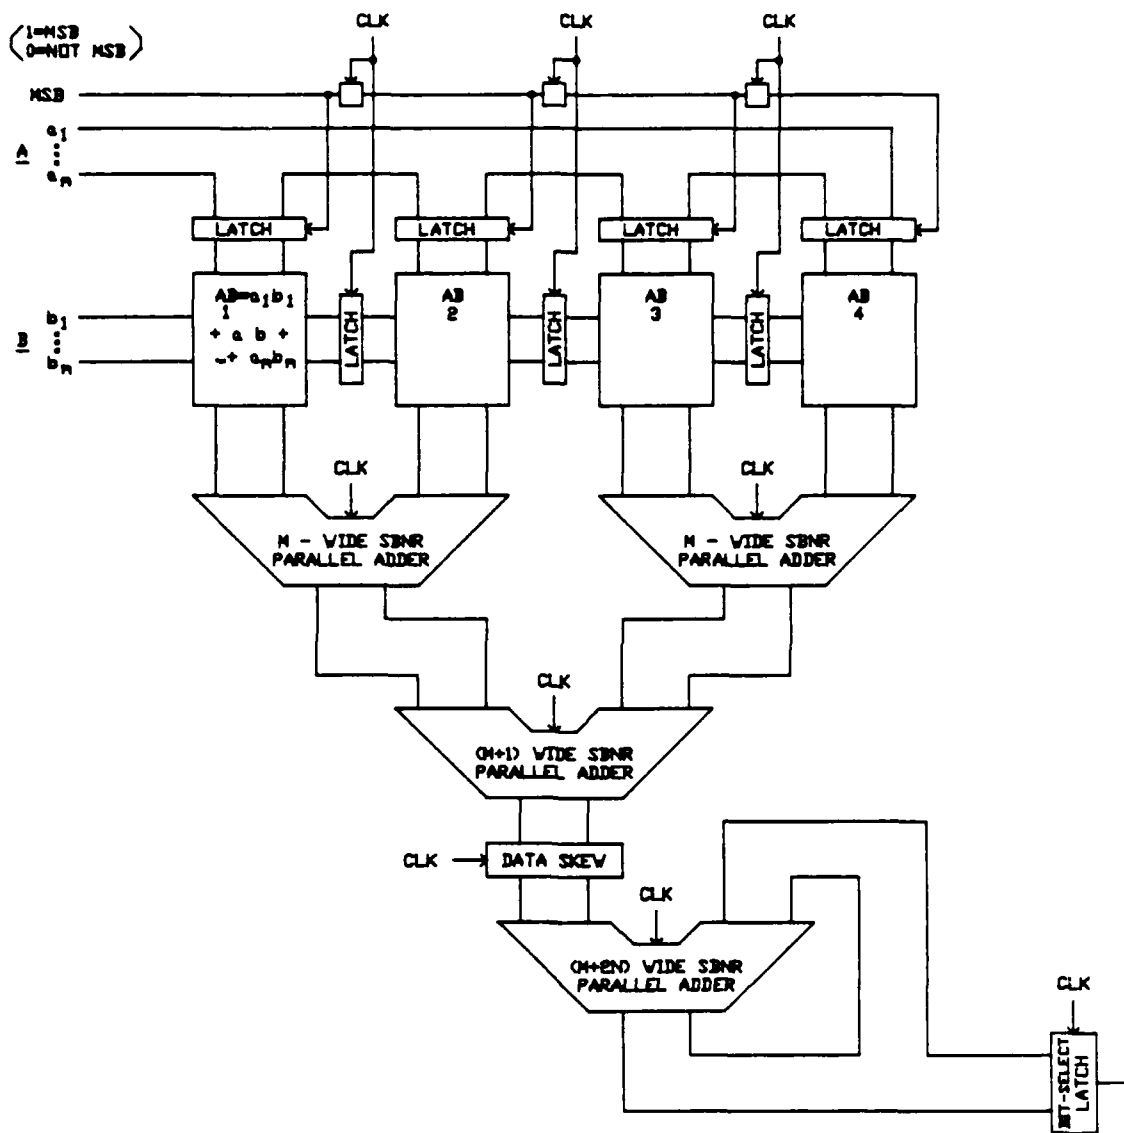 (1=MSB
0=NOT MSB)
CLK CLK CLK
MSB
a1
A ...
am
LATCH LATCH LATCH LATCH
AB=a1b1
1
+ a b +
...+ ambm
AB
2
AB
3
AB
4
b1
B ...
bm
LATCH LATCH LATCH
CLK CLK
M - WIDE SBNR
PARALLEL ADDER
M - WIDE SBNR
PARALLEL ADDER
CLK
(M+1) WIDE SBNR
PARALLEL ADDER
CLK DATA SKEW
CLK
(M+2N) WIDE SBNR
PARALLEL ADDER
CLK
BIT-SELECT
LATCH